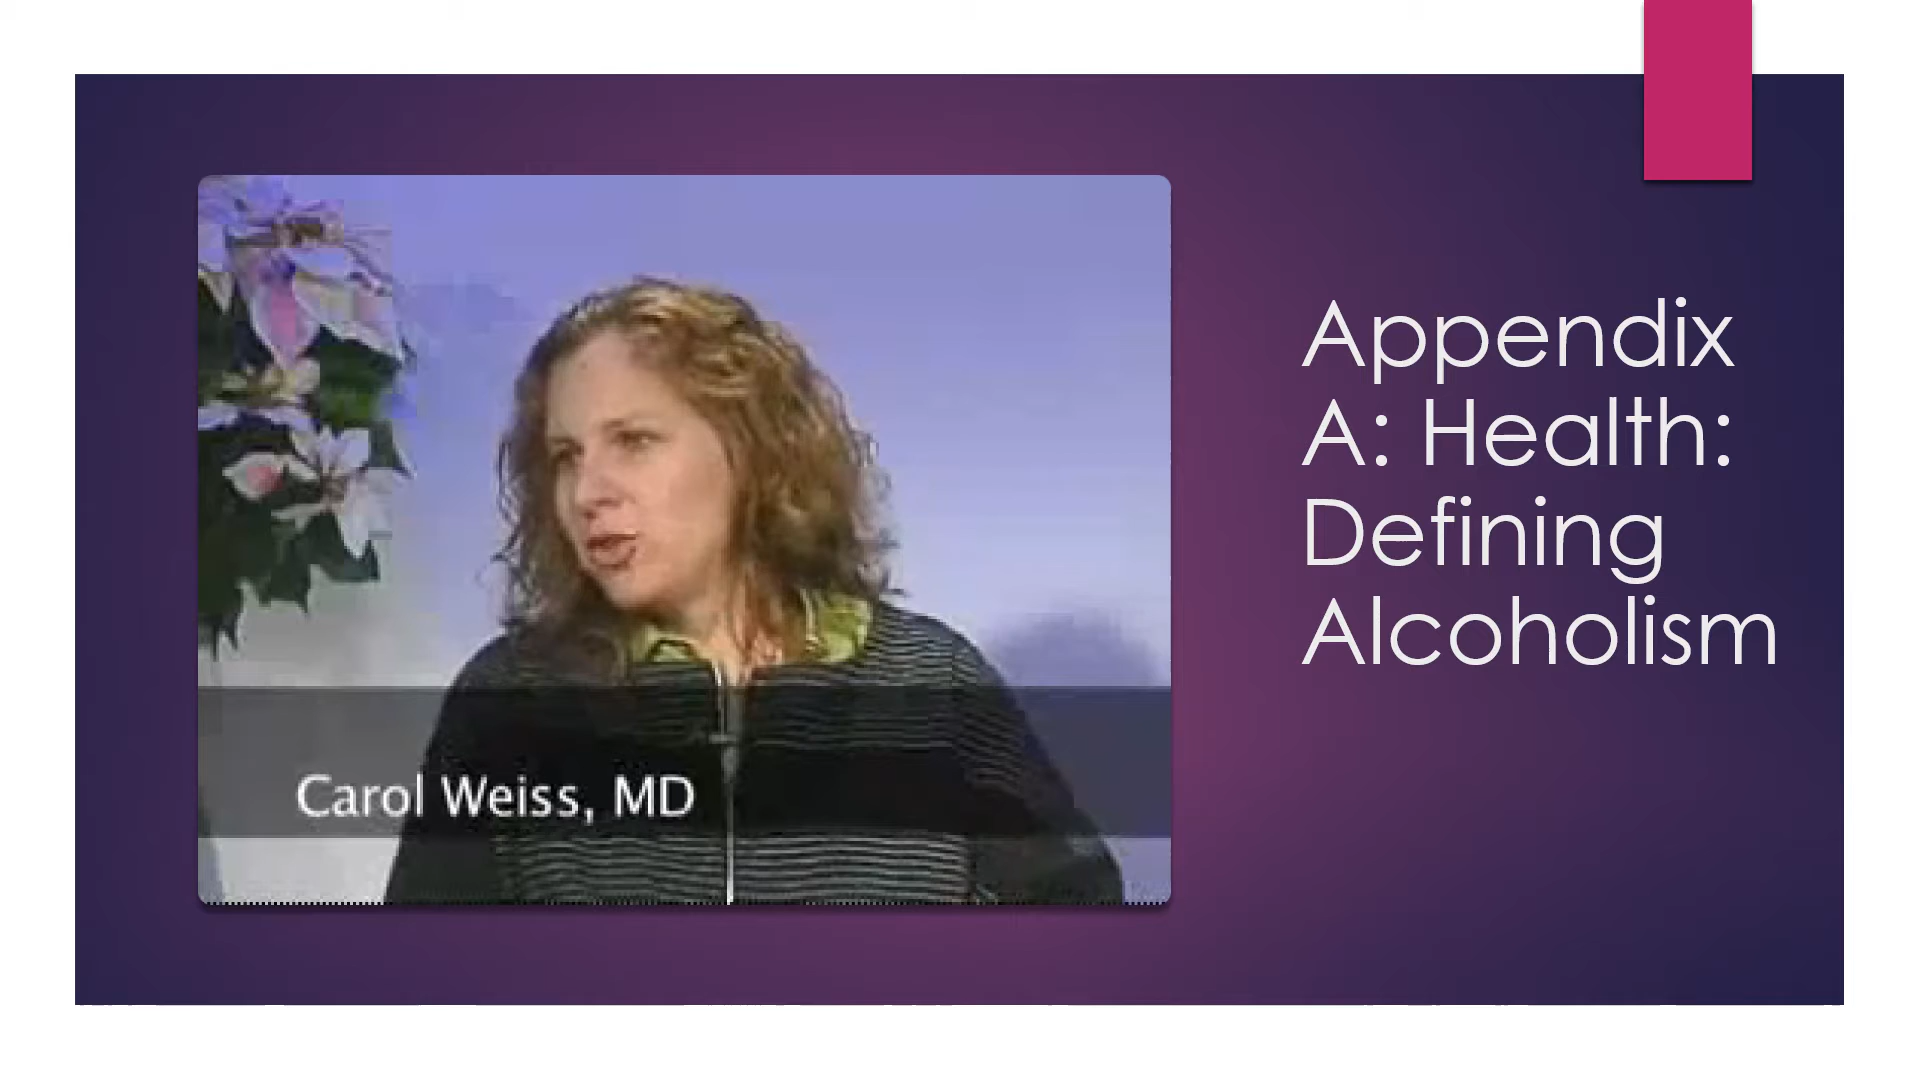 Carol Weiss, MD
Appendix
A: Health:
Defining
Alcoholism